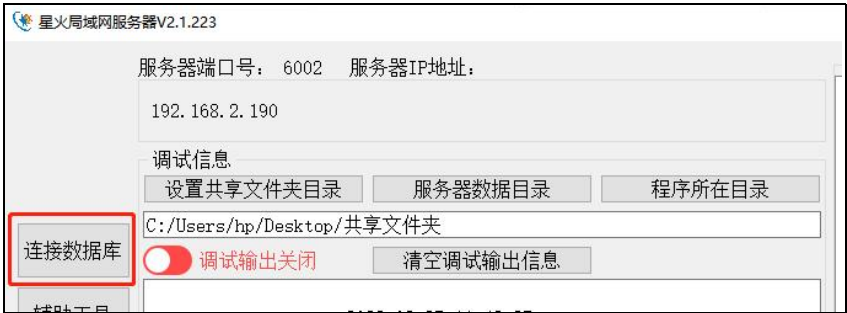 星火局域网服务器V2.1.223
服务器端口号： 6002 服务器IP地址：
192.168.2.190
调试信息
设置共享文件夹目录 服务器数据目录 程序所在目录
C:/Users/hp/Desktop/共享文件夹
连接数据库 调试输出关闭 清空调试输出信息
辅助工具